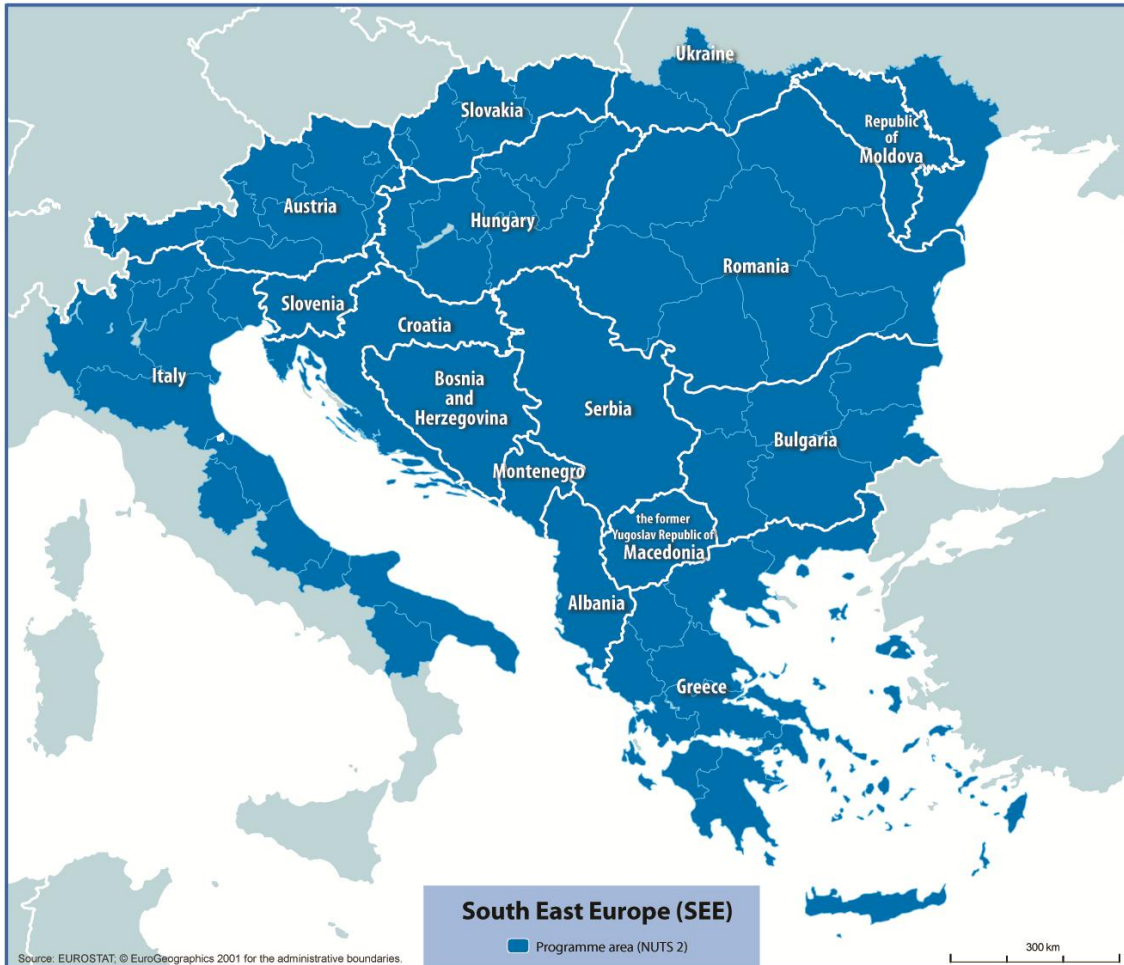 Ukraine
Slovakia
Republic
of
Moldova
Austria
Hungary
Romania
Slovenia
Croatia
Italy
Bosnia
and
Herzegovina
Serbia
Bulgaria
Montenegro
the former
Yugoslav Republic of
Macedonia
Albania
Greece
South East Europe (SEE)
Programme area (NUTS 2)
300 km
Source: EUROSTAT; © EuroGeographics 2001 for the administrative boundaries.